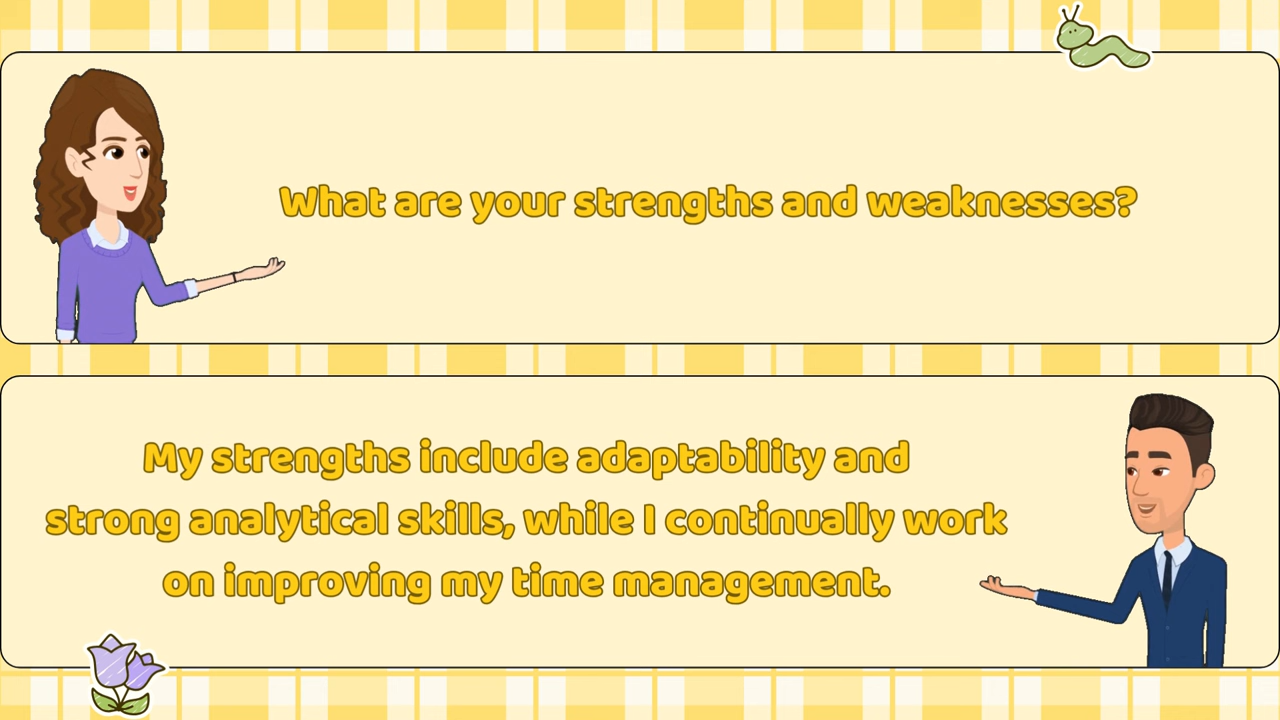 What are your strengths and weaknesses?
My strengths include adaptability and
strong analytical skills, while I continually work
on improving my time management.